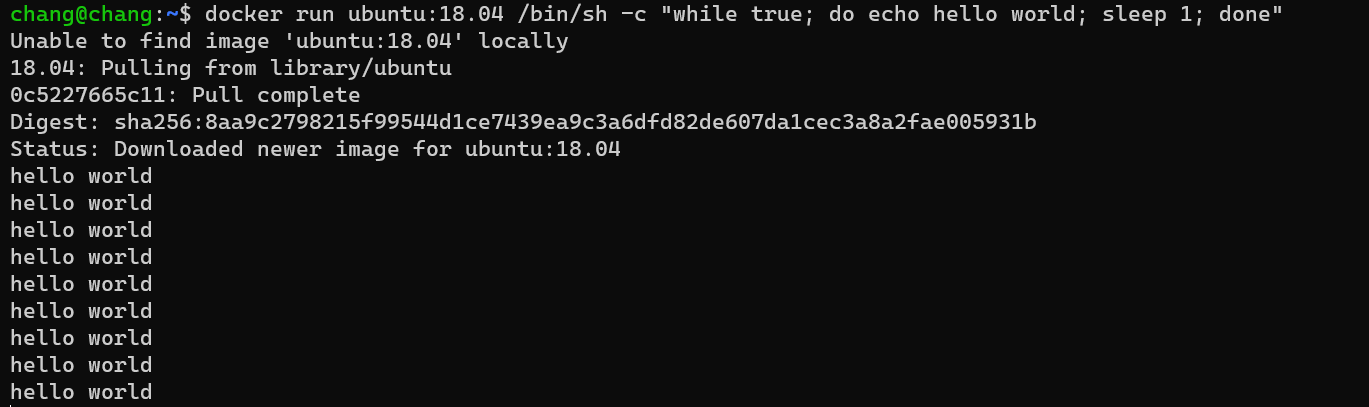 chang@chang:~$ docker run ubuntu:18.04 /bin/sh -c "while true; do echo hello world; sleep 1; done"
Unable to find image 'ubuntu:18.04' locally
18.04: Pulling from library/ubuntu
0c5227665c11: Pull complete
Digest: sha256:8aa9c2798215f99544d1ce7439ea9c3a6dfd82de607da1cec3a8a2fae005931b
Status: Downloaded newer image for ubuntu:18.04
hello world
hello world
hello world
hello world
hello world
hello world
hello world
hello world
hello world